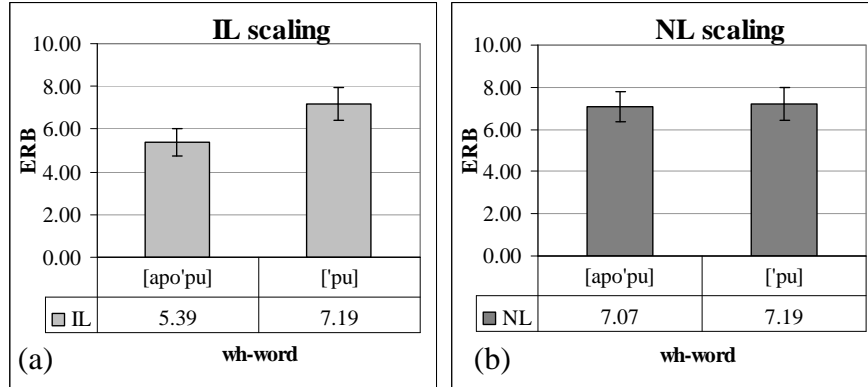 IL scaling
10.00
8.00
6.00
4.00
2.00
0.00
ERB
[apo'pu] ['pu]
IL 5.39 7.19
(a) wh-word
NL scaling
10.00
8.00
6.00
4.00
2.00
0.00
ERB
[apo'pu] ['pu]
NL 7.07 7.19
(b) wh-word